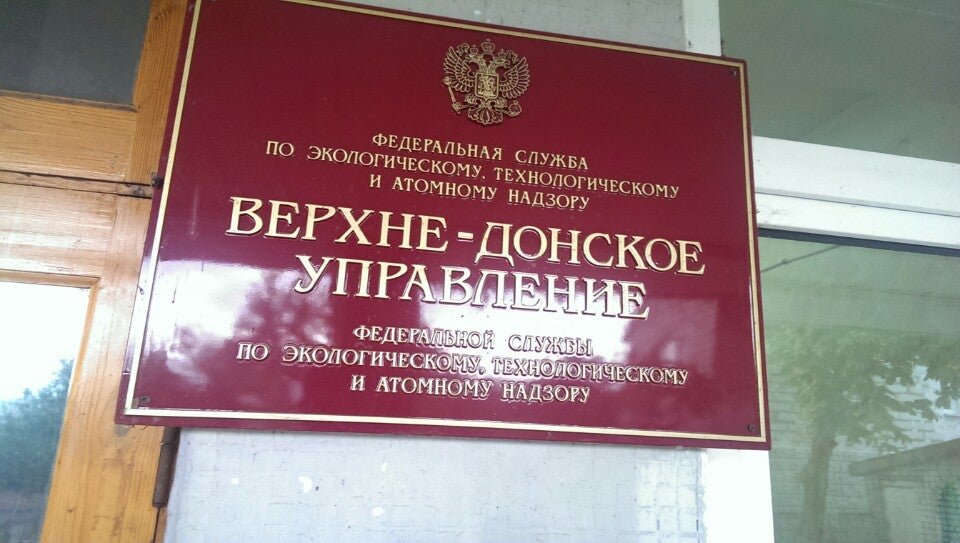 ФЕДЕРАЛЬНАЯ СЛУЖБА
ПО ЭКОЛОГИЧЕСКОМУ, ТЕХНОЛОГИЧЕСКОМУ
И АТОМНОМУ НАДЗОРУ
ВЕРХНЕ-ДОНСКОЕ
УПРАВЛЕНИЕ
ФЕДЕРАЛЬНОЙ СЛУЖБЫ
ПО ЭКОЛОГИЧЕСКОМУ, ТЕХНОЛОГИЧЕСКОМУ
И АТОМНОМУ НАДЗОРУ